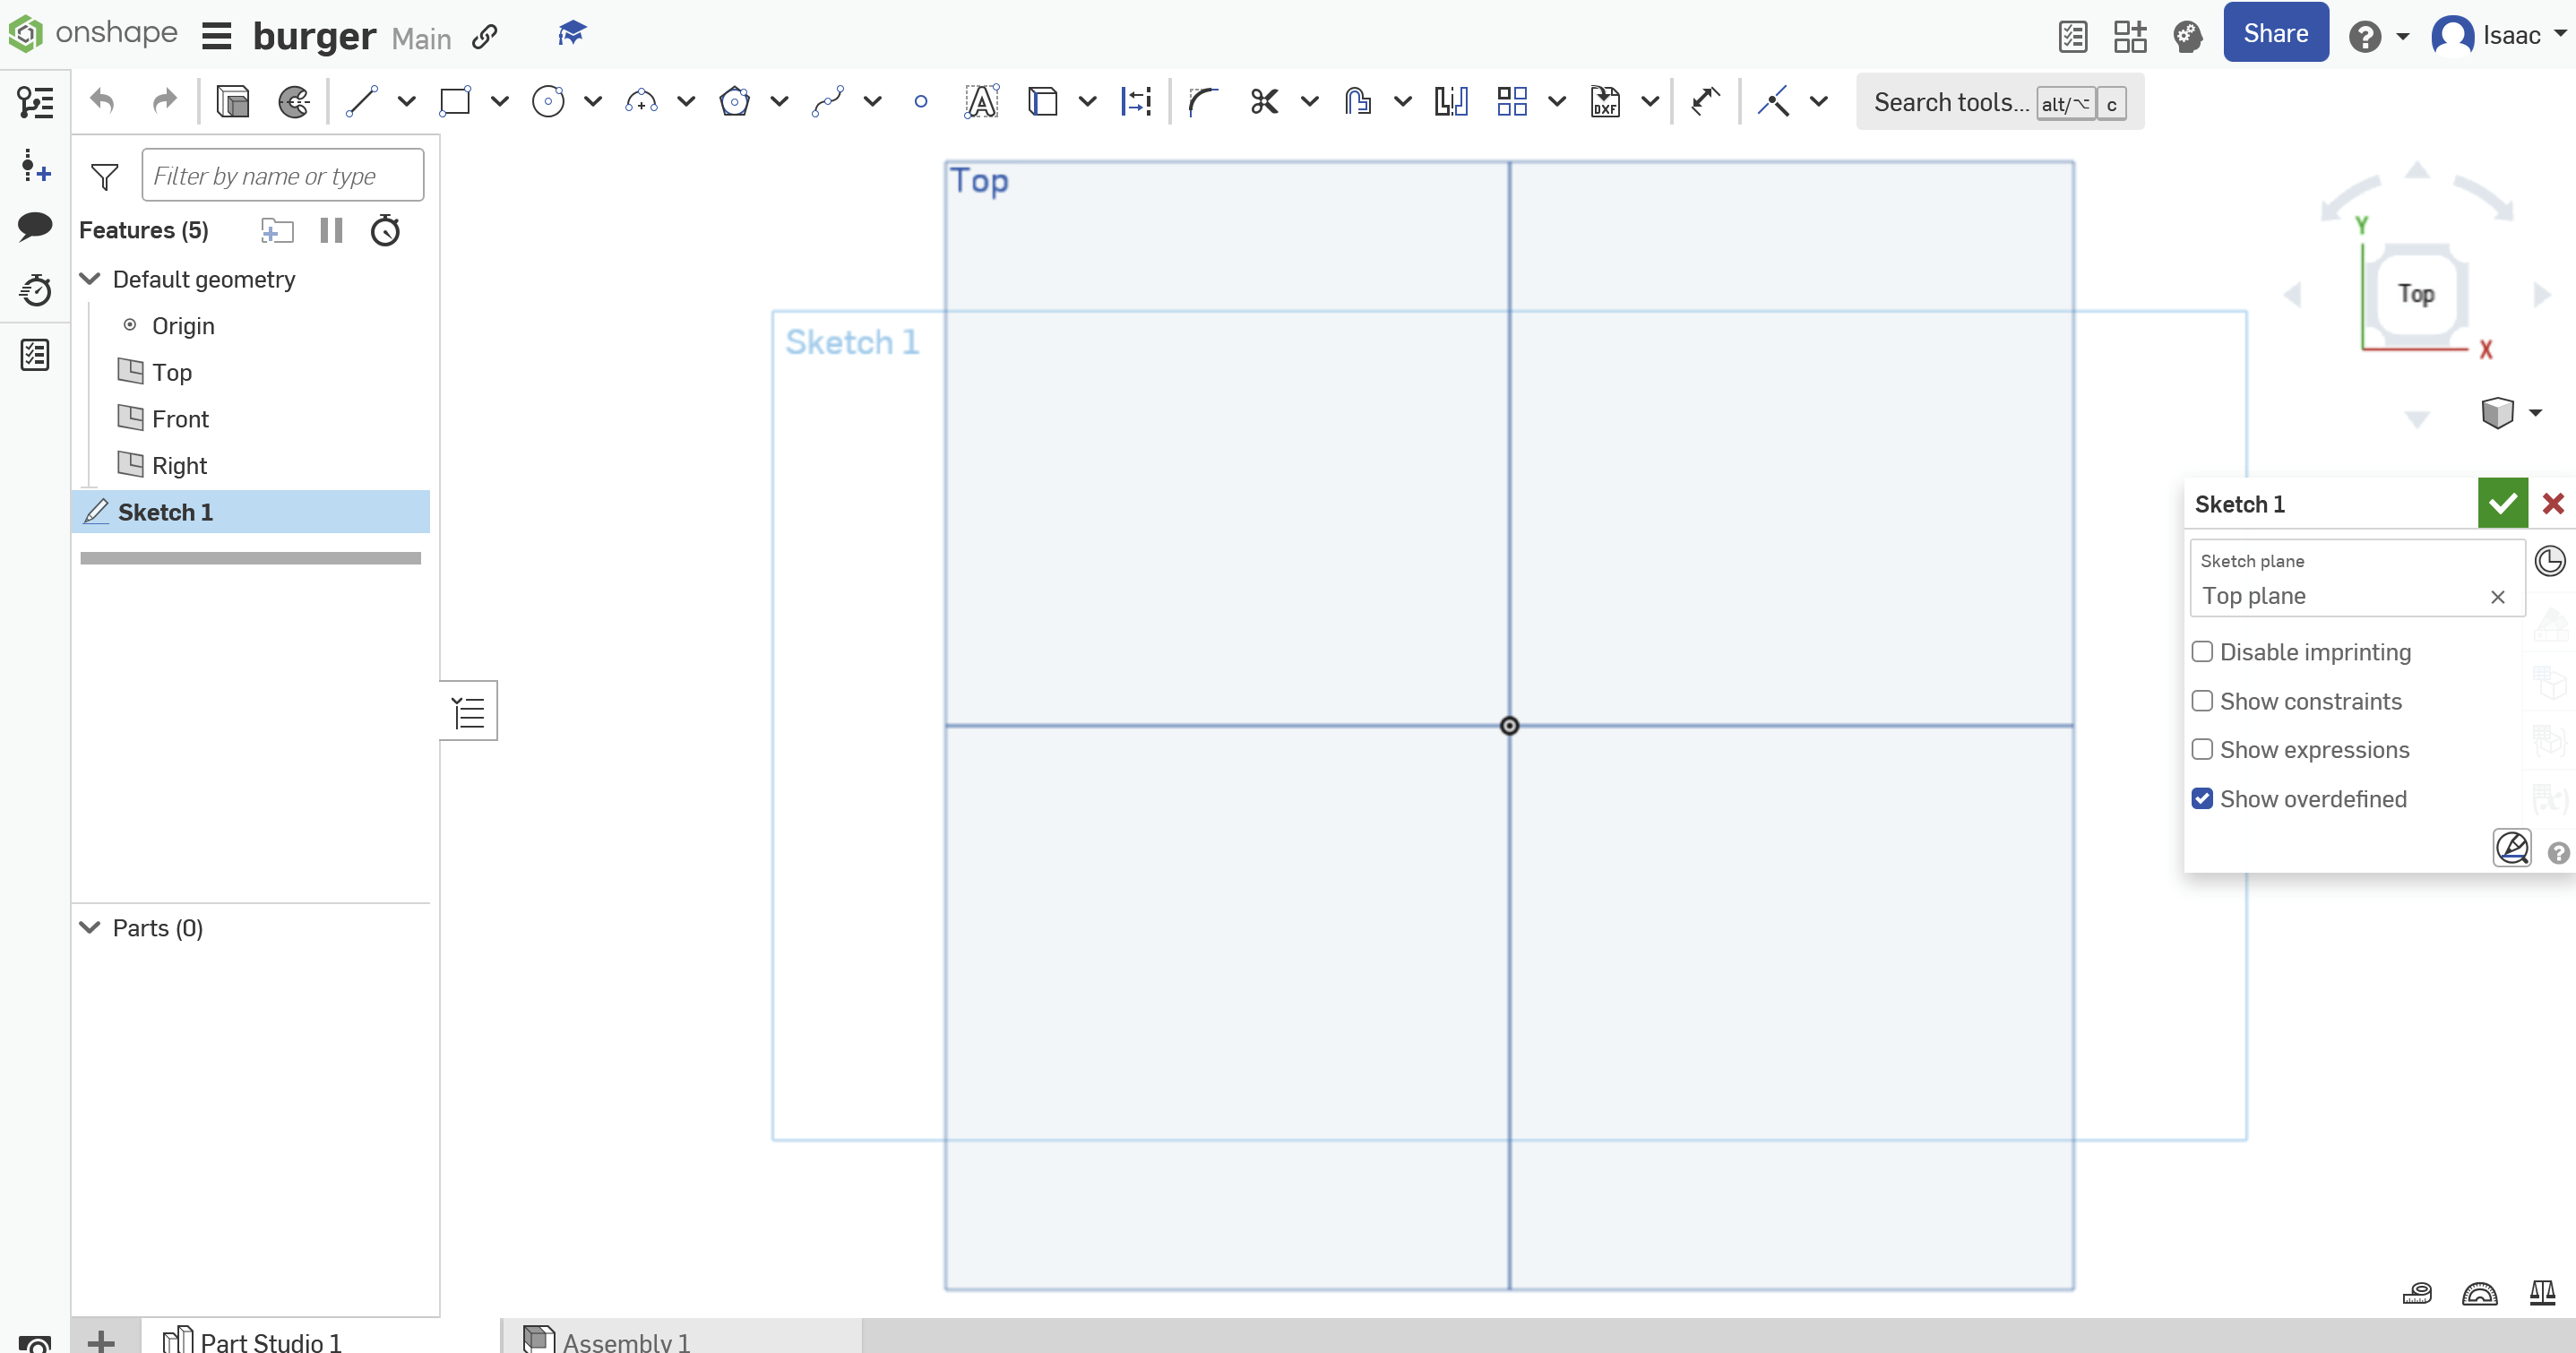 onshape burger Main Share Isaac
DXF Search tools... alt/⌥ c
Filter by name or type
Features (5)
Default geometry
Origin
Top
Front
Right
Sketch 1
Parts (0)
Top
Sketch 1
Y
Top
X
Sketch 1
Sketch plane
Top plane
Disable imprinting
Show constraints
Show expressions
Show overdefined
Part Studio 1 Assembly 1